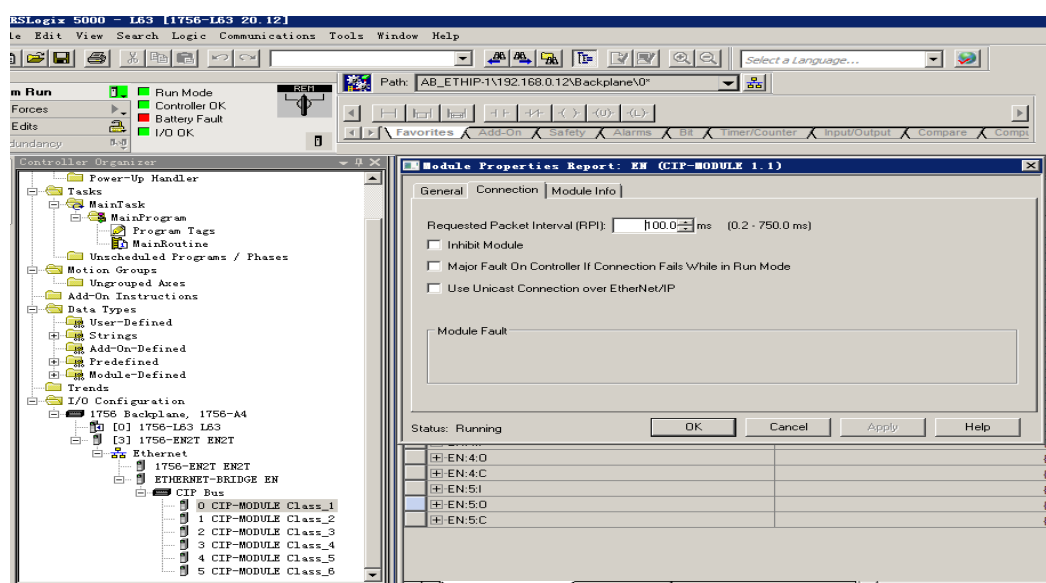 RSLogix 5000 - L63 [1756-L63 20.12]
le Edit View Search Logic Communications Tools Window Help
Select a Language...
m Run
Run Mode
REM
Path: AB_ETHIP-1\192.168.0.12\Backplane\0*
Forces
Controller OK
Edits
Battery Fault
dundancy
I/O OK
Favorites Add-On Safety Alarms Bit Timer/Counter Input/Output Compare Compu
Controller Organizer
Power-Up Handler
Tasks
MainTask
MainProgram
Program Tags
MainRoutine
Unscheduled Programs / Phases
Motion Groups
Ungrouped Axes
Add-On Instructions
Data Types
User-Defined
Strings
Add-On-Defined
Predefined
Module-Defined
Trends
I/O Configuration
1756 Backplane, 1756-A4
[0] 1756-L63 L63
[3] 1756-EN2T EN2T
Ethernet
1756-EN2T EN2T
ETHERNET-BRIDGE EN
CIP Bus
0 CIP-MODULE Class_1
1 CIP-MODULE Class_2
2 CIP-MODULE Class_3
3 CIP-MODULE Class_4
4 CIP-MODULE Class_5
5 CIP-MODULE Class_6
Module Properties Report: EN (CIP-MODULE 1.1)
General Connection Module Info
Requested Packet Interval (RPI): 100.0 ms (0.2 - 750.0 ms)
Inhibit Module
Major Fault On Controller If Connection Fails While in Run Mode
Use Unicast Connection over EtherNet/IP
Module Fault
Status: Running
OK Cancel Apply Help
EN:4:O
EN:4:C
EN:5:I
EN:5:O
EN:5:C